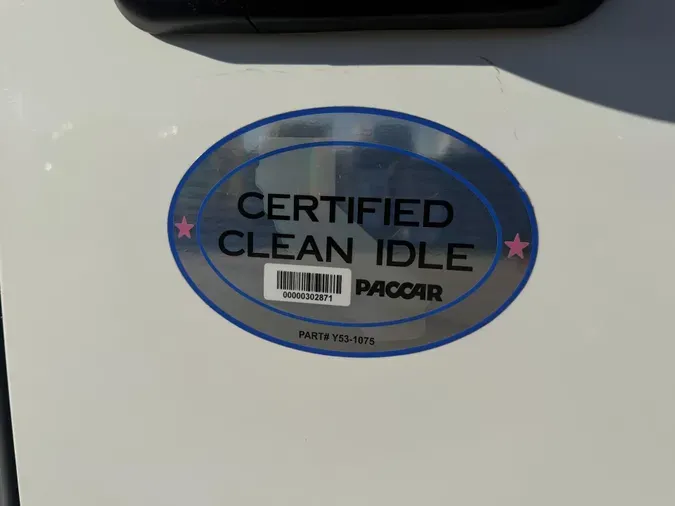 CERTIFIED
CLEAN IDLE
00000302871
PACCAR
PART# Y53-1075